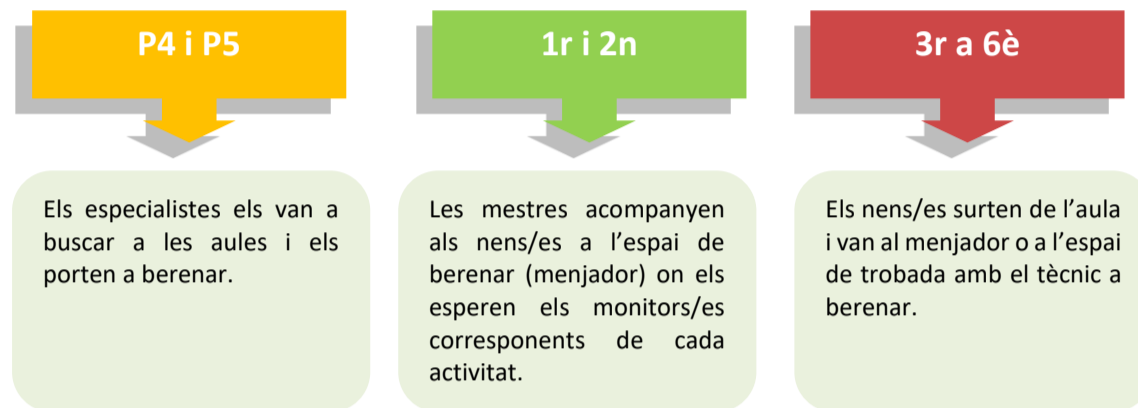 P4 i P5
Els especialistes els van a
buscar a les aules i els
porten a berenar.
1r i 2n
Les mestres acompanyen
als nens/es a l’espai de
berenar (menjador) on els
esperen els monitors/es
corresponents de cada
activitat.
3r a 6è
Els nens/es surten de l’aula
i van al menjador o a l’espai
de trobada amb el tècnic a
berenar.